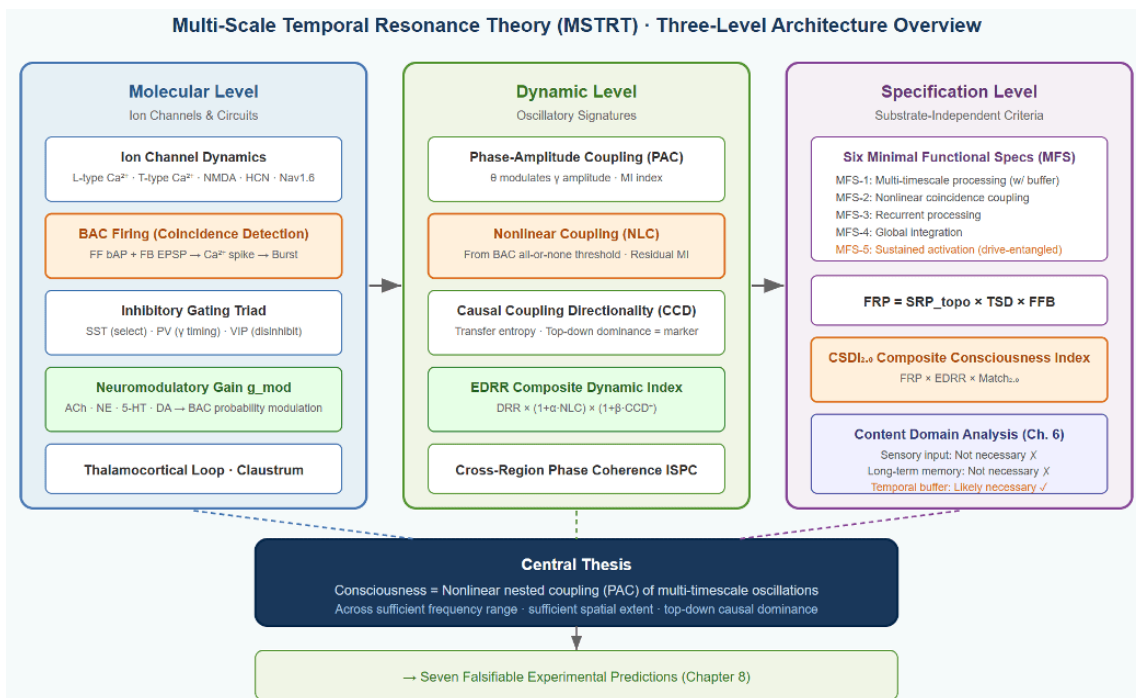 Multi-Scale Temporal Resonance Theory (MSTRT) · Three-Level Architecture Overview
Molecular Level
Ion Channels & Circuits
Ion Channel Dynamics
L-type Ca²⁺ · T-type Ca²⁺ · NMDA · HCN · Nav1.6
BAC Firing (Coincidence Detection)
FF bAP + FB EPSP → Ca²⁺ spike → Burst
Inhibitory Gating Triad
SST (select) · PV (γ timing) · VIP (disinhibit)
Neuromodulatory Gain g_mod
ACh · NE · 5-HT · DA → BAC probability modulation
Thalamocortical Loop · Claustrum
Dynamic Level
Oscillatory Signatures
Phase-Amplitude Coupling (PAC)
θ modulates γ amplitude · MI index
Nonlinear Coupling (NLC)
From BAC all-or-none threshold · Residual MI
Causal Coupling Directionality (CCD)
Transfer entropy · Top-down dominance = marker
EDRR Composite Dynamic Index
DRR × (1+α·NLC) × (1+β·CCD⁺)
Cross-Region Phase Coherence ISPC
Specification Level
Substrate-Independent Criteria
Six Minimal Functional Specs (MFS)
MFS-1: Multi-timescale processing (w/ buffer)
MFS-2: Nonlinear coincidence coupling
MFS-3: Recurrent processing
MFS-4: Global integration
MFS-5: Sustained activation (drive-entangled)
FRP = SRP_topo × TSD × FFB
CSDI₂.₀ Composite Consciousness Index
FRP × EDRR × Match₂.₀
Content Domain Analysis (Ch. 6)
Sensory input: Not necessary ✗
Long-term memory: Not necessary ✗
Temporal buffer: Likely necessary ✓
Central Thesis
Consciousness = Nonlinear nested coupling (PAC) of multi-timescale oscillations
Across sufficient frequency range · sufficient spatial extent · top-down causal dominance
→ Seven Falsifiable Experimental Predictions (Chapter 8)